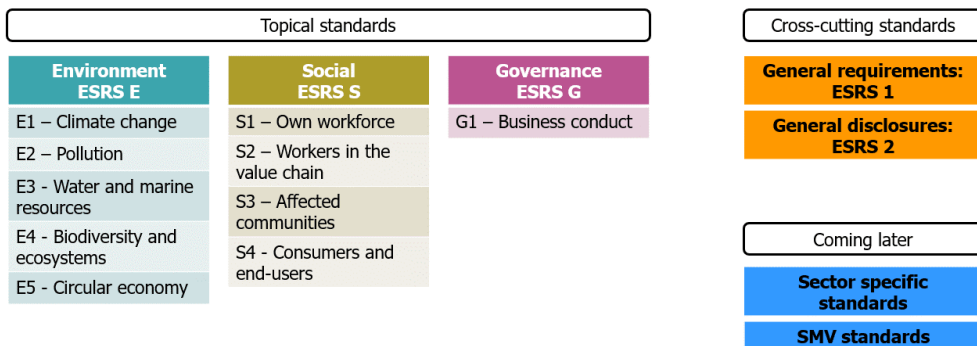 Topical standards
Environment
ESRS E
E1 – Climate change
E2 – Pollution
E3 - Water and marine
resources
E4 - Biodiversity and
ecosystems
E5 - Circular economy
Social
ESRS S
S1 – Own workforce
S2 – Workers in the
value chain
S3 – Affected
communities
S4 - Consumers and
end-users
Governance
ESRS G
G1 – Business conduct
Cross-cutting standards
General requirements:
ESRS 1
General disclosures:
ESRS 2
Coming later
Sector specific
standards
SMV standards